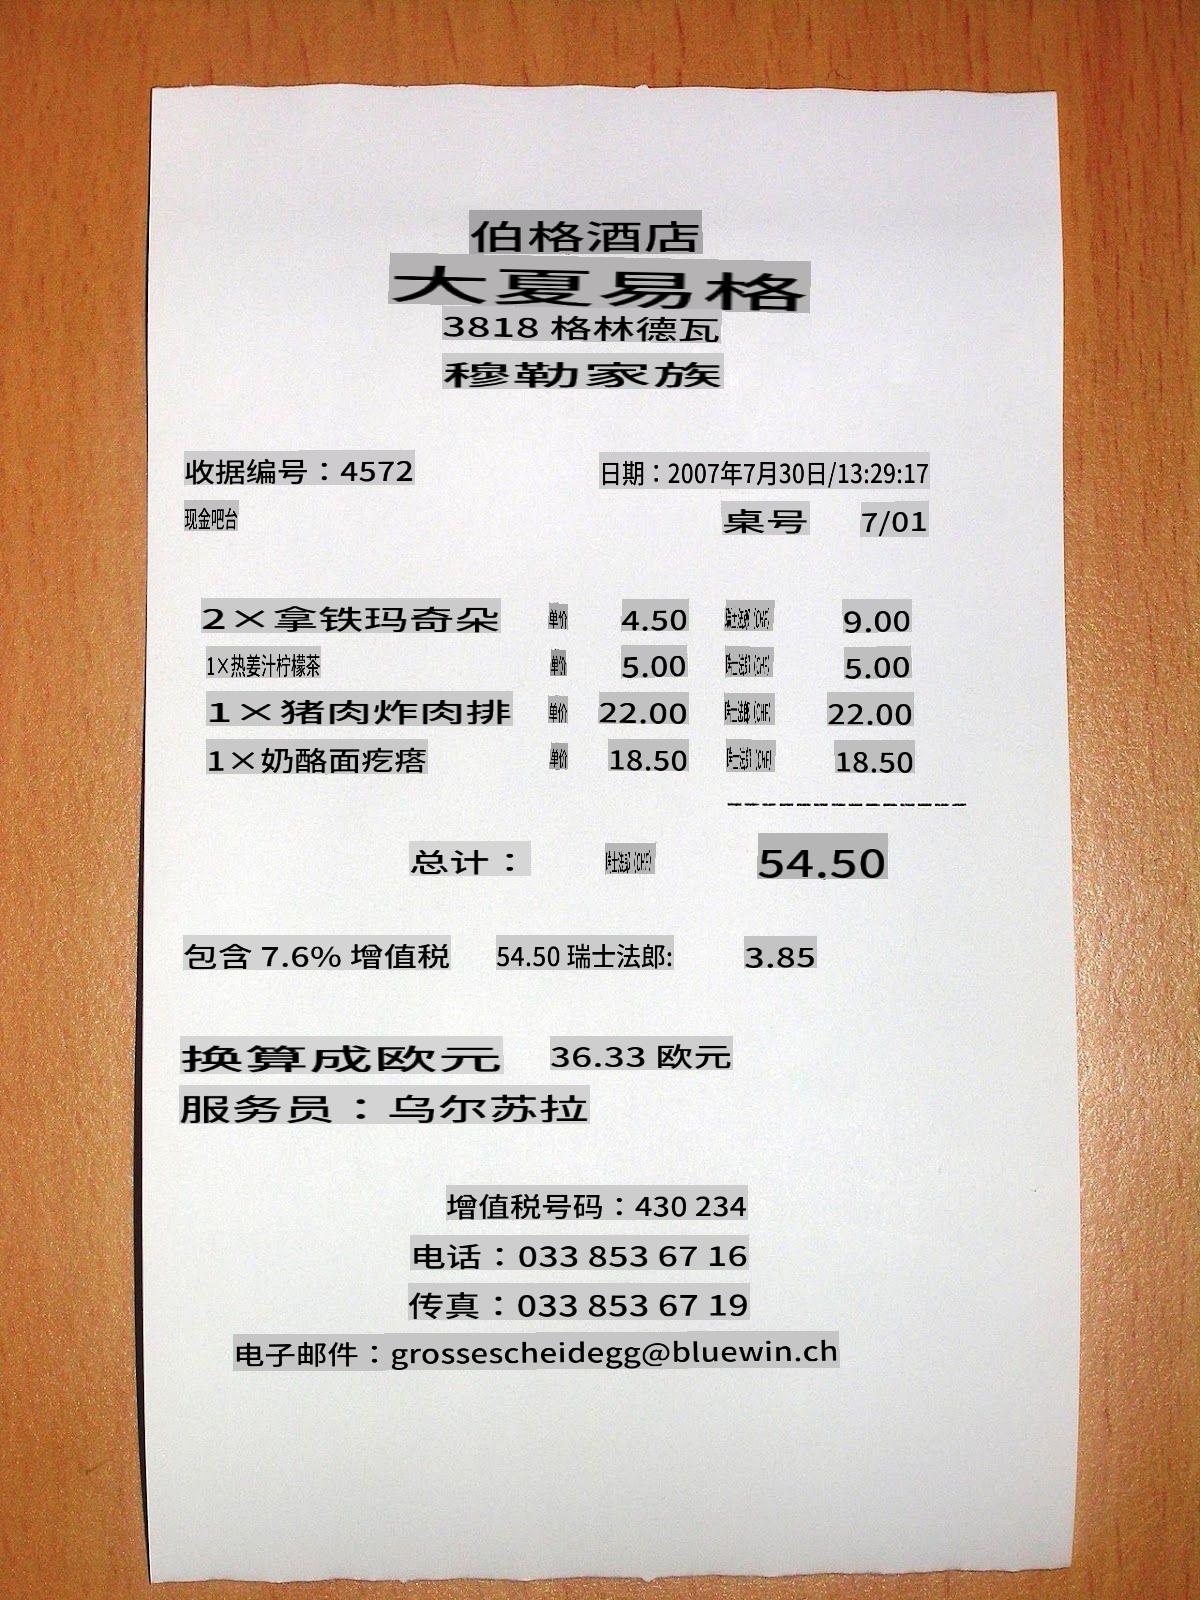 伯格酒店
大夏易格
3818 格林德瓦
穆勒家族
收据编号：4572 日期：2007年7月30日/13:29:17
现金吧台 桌号 7/01
2×拿铁玛奇朵 单价 4.50 瑞士法郎 (CHF) 9.00
1×热姜汁柠檬茶 单价 5.00 瑞士法郎 (CHF) 5.00
1×猪肉炸肉排 单价 22.00 瑞士法郎 (CHF) 22.00
1×奶酪面疙瘩 单价 18.50 瑞士法郎 (CHF) 18.50
总计： 瑞士法郎 (CHF) 54.50
包含 7.6% 增值税 54.50 瑞士法郎: 3.85
换算成欧元 36.33 欧元
服务员：乌尔苏拉
增值税号码：430 234
电话：033 853 67 16
传真：033 853 67 19
电子邮件：grossescheidegg@bluewin.ch